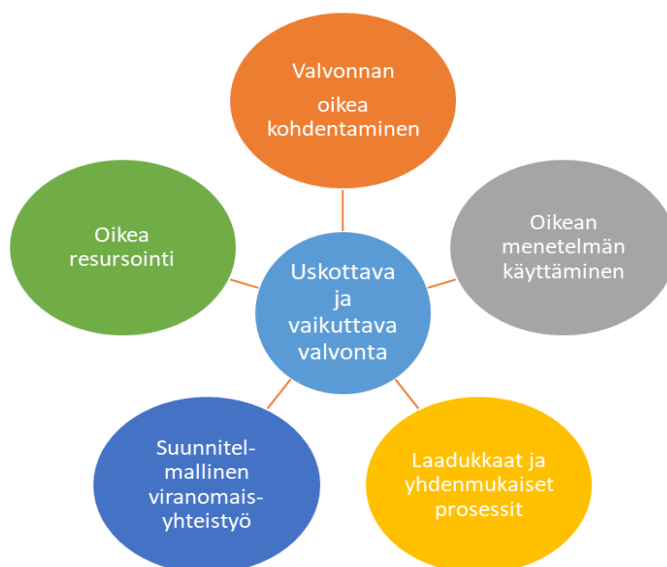 Valvonnan
oikea
kohdentaminen
Oikea
resursointi
Oikean
menetelmän
käyttäminen
Uskottava
ja
vaikuttava
valvonta
Suunnitel-
mallinen
viranomais-
yhteistyö
Laadukkaat ja
yhdenmukaiset
prosessit